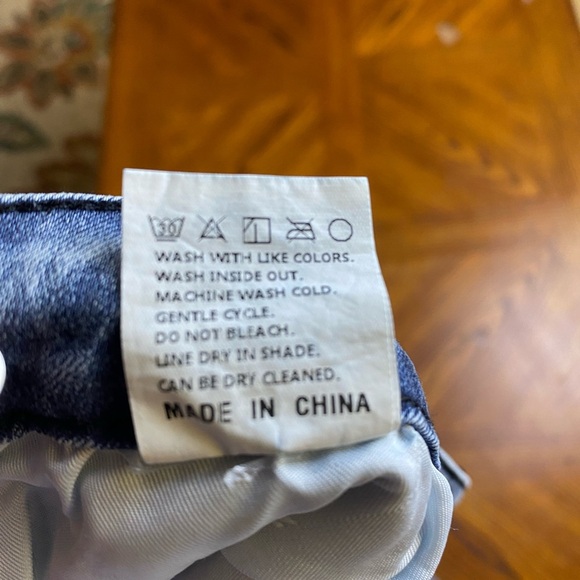 30
WASH WITH LIKE COLORS.
WASH INSIDE OUT.
MACHINE WASH COLD.
GENTLE CYCLE.
DO NOT BLEACH.
LINE DRY IN SHADE.
CAN BE DRY CLEANED.
MADE IN CHINA